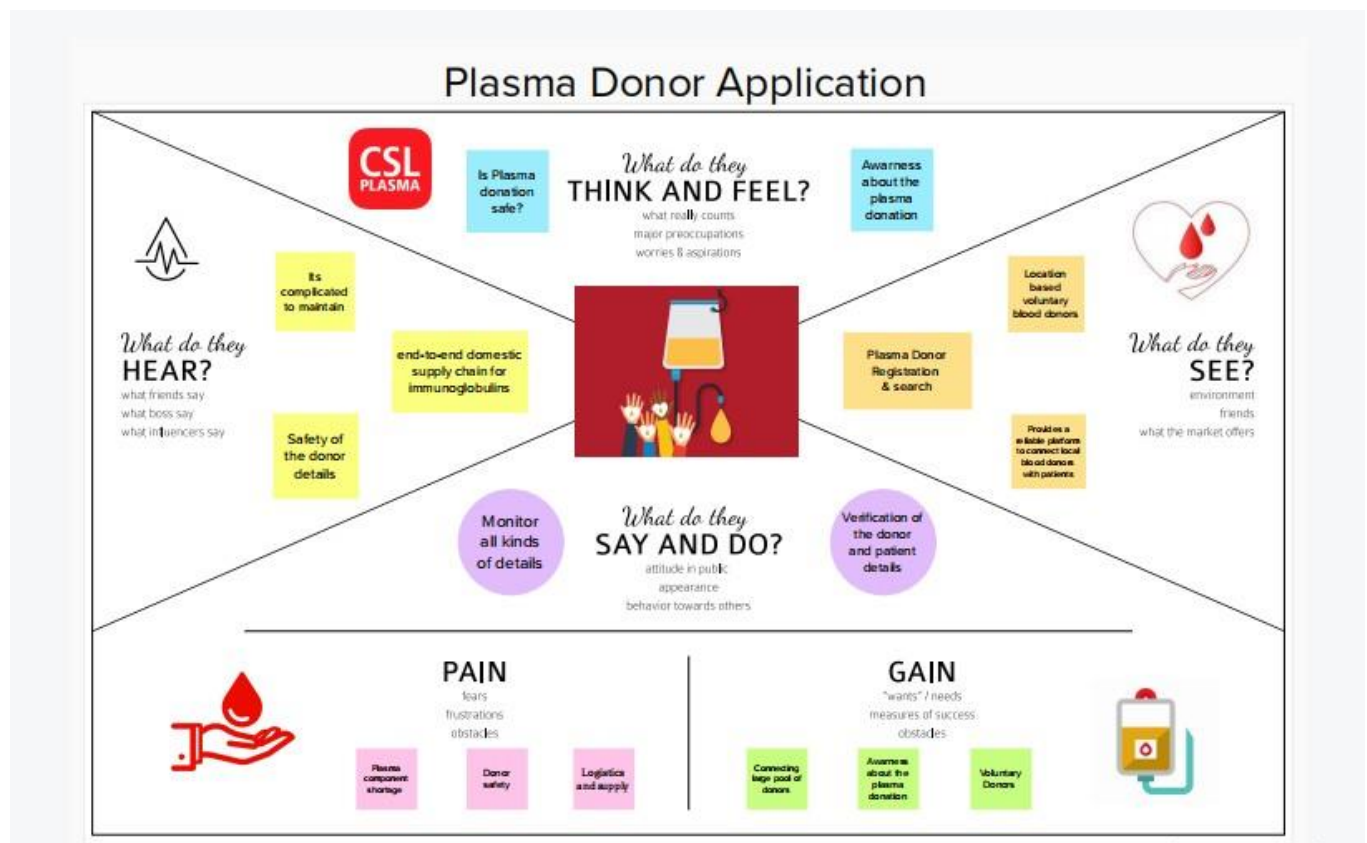 Plasma Donor Application
CSL
PLASMA
Is Plasma
donation
safe?
What do they
THINK AND FEEL?
what really counts
major preoccupations
worries & aspirations
Awarness
about the
plasma
donation
What do they
HEAR?
what friends say
what boss say
what influencers say
Its
complicated
to maintain
end-to-end domestic
supply chain for
immunoglobulins
Safety of
the donor
details
Plasma Donor
Registration
& search
Location
based
voluntary
blood donors
Provides a
reliable platform
to connect local
blood donors
with patients
What do they
SEE?
environment
friends
what the market offers
Monitor
all kinds
of details
What do they
SAY AND DO?
attitude in public
appearance
behavior towards others
Verification of
the donor
and patient
details
PAIN
fears
frustrations
obstacles
Plasma
component
shortage
Donor
safety
Logistics
and supply
GAIN
"wants" / needs
measures of success
obstacles
Connecting
large pool of
donors
Awarness
about the
plasma
donation
Voluntary
Donors